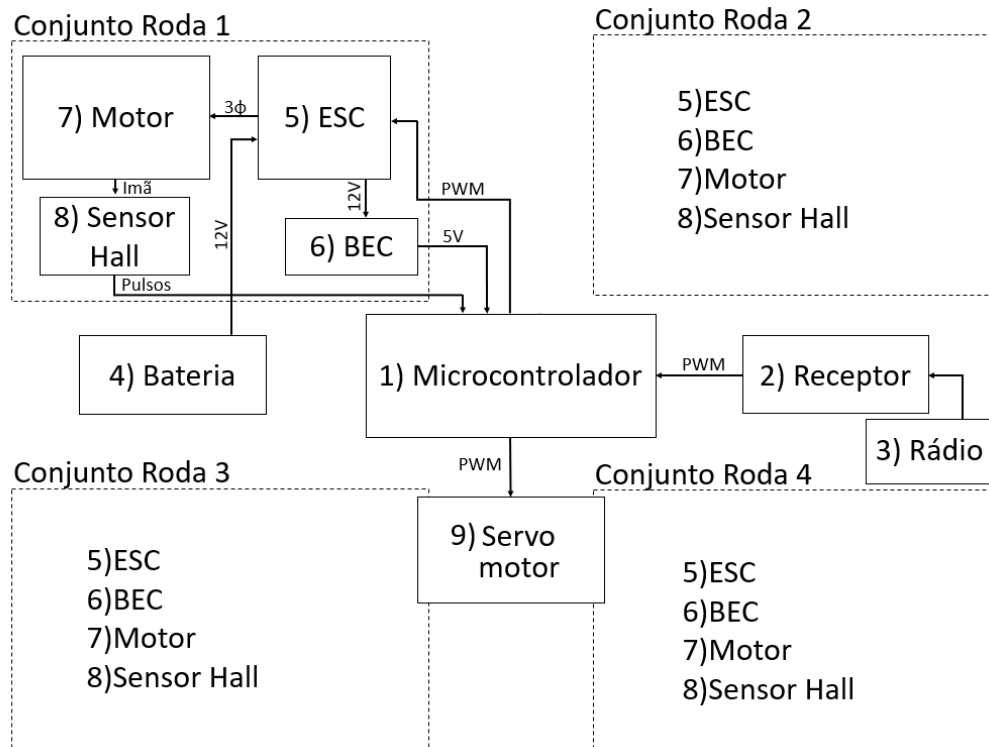 Conjunto Roda 1
7) Motor
3ϕ
5) ESC
Imã
8) Sensor
Hall
12V
12V
6) BEC
5V
PWM
Pulsos
Conjunto Roda 2
5)ESC
6)BEC
7)Motor
8)Sensor Hall
4) Bateria
1) Microcontrolador
PWM
2) Receptor
3) Rádio
PWM
9) Servo
motor
Conjunto Roda 3
5)ESC
6)BEC
7)Motor
8)Sensor Hall
Conjunto Roda 4
5)ESC
6)BEC
7)Motor
8)Sensor Hall